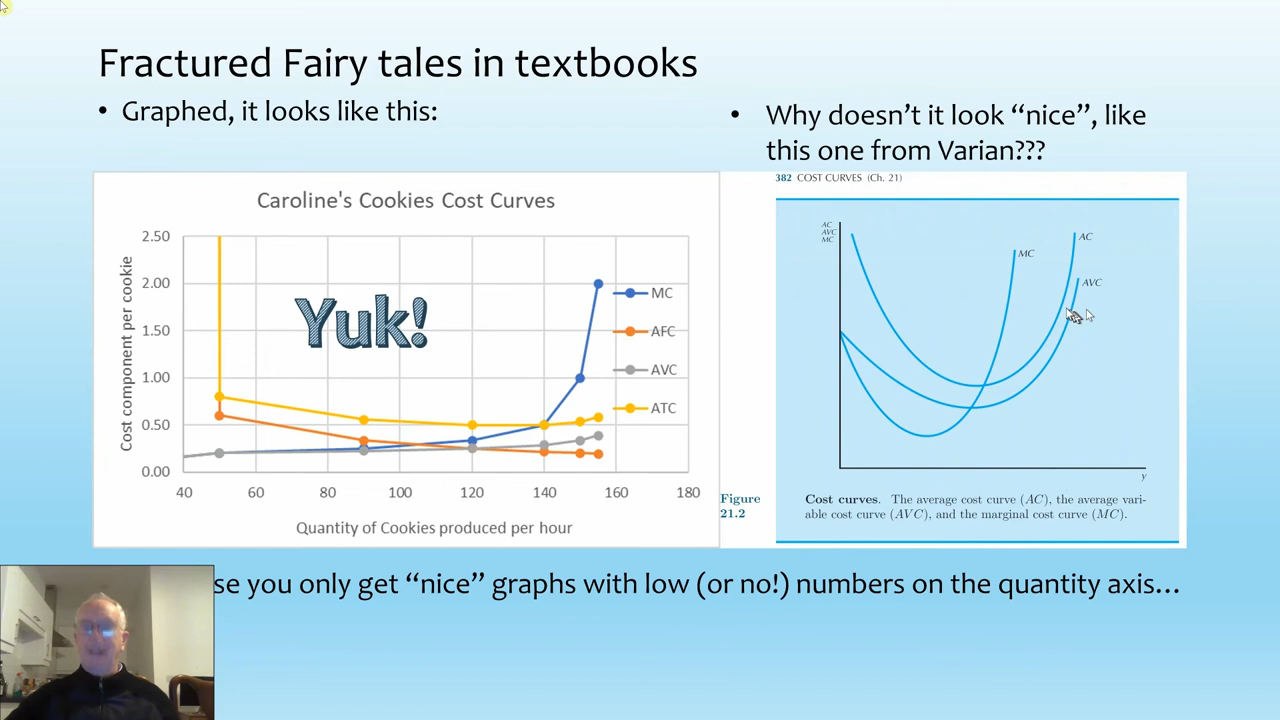 Fractured Fairy tales in textbooks
• Graphed, it looks like this:
• Why doesn’t it look “nice”, like
this one from Varian???
Caroline's Cookies Cost Curves
Cost component per cookie
2.50
2.00
1.50
1.00
0.50
0.00
Yuk!
MC
AFC
AVC
ATC
40 60 80 100 120 140 160 180
Quantity of Cookies produced per hour
382 COST CURVES (Ch. 21)
AC
AVC
MC
MC
AC
AVC
y
Figure
21.2
Cost curves. The average cost curve (AC), the average vari-
able cost curve (AVC), and the marginal cost curve (MC).
se you only get “nice” graphs with low (or no!) numbers on the quantity axis…